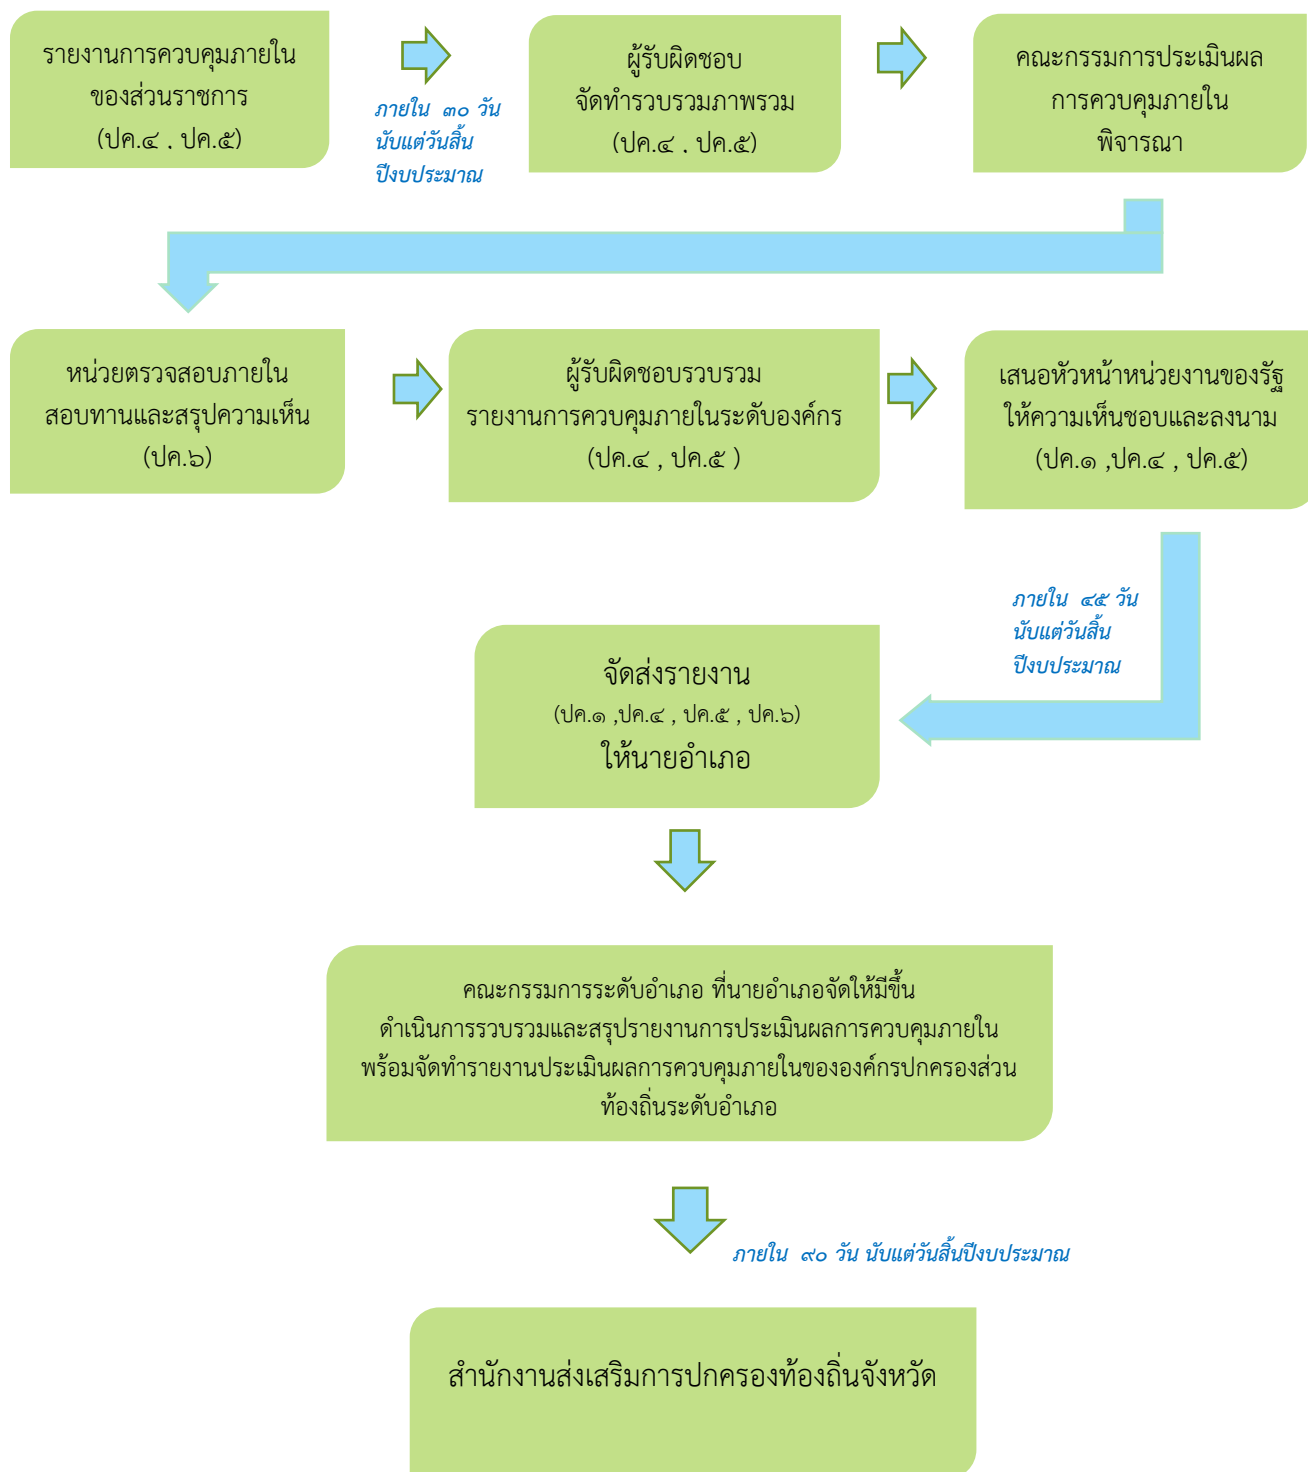 รายงานการควบคุมภายใน
ของส่วนราชการ
(ปค.๔ , ปค.๕)
ภายใน ๓๐ วัน
นับแต่วันสิ้น
ปีงบประมาณ
ผู้รับผิดชอบ
จัดทำรวบรวมภาพรวม
(ปค.๔ , ปค.๕)
คณะกรรมการประเมินผล
การควบคุมภายใน
พิจารณา
หน่วยตรวจสอบภายใน
สอบทานและสรุปความเห็น
(ปค.๖)
ผู้รับผิดชอบรวบรวม
รายงานการควบคุมภายในระดับองค์กร
(ปค.๔ , ปค.๕ )
เสนอหัวหน้าหน่วยงานของรัฐ
ให้ความเห็นชอบและลงนาม
(ปค.๑ ,ปค.๔ , ปค.๕)
ภายใน ๔๕ วัน
นับแต่วันสิ้น
ปีงบประมาณ
จัดส่งรายงาน
(ปค.๑ ,ปค.๔ , ปค.๕ , ปค.๖)
ให้นายอำเภอ
คณะกรรมการระดับอำเภอ ที่นายอำเภอจัดให้มีขึ้น
ดำเนินการรวบรวมและสรุปรายงานการประเมินผลการควบคุมภายใน
พร้อมจัดทำรายงานประเมินผลการควบคุมภายในขององค์กรปกครองส่วน
ท้องถิ่นระดับอำเภอ
ภายใน ๙๐ วัน นับแต่วันสิ้นปีงบประมาณ
สำนักงานส่งเสริมการปกครองท้องถิ่นจังหวัด